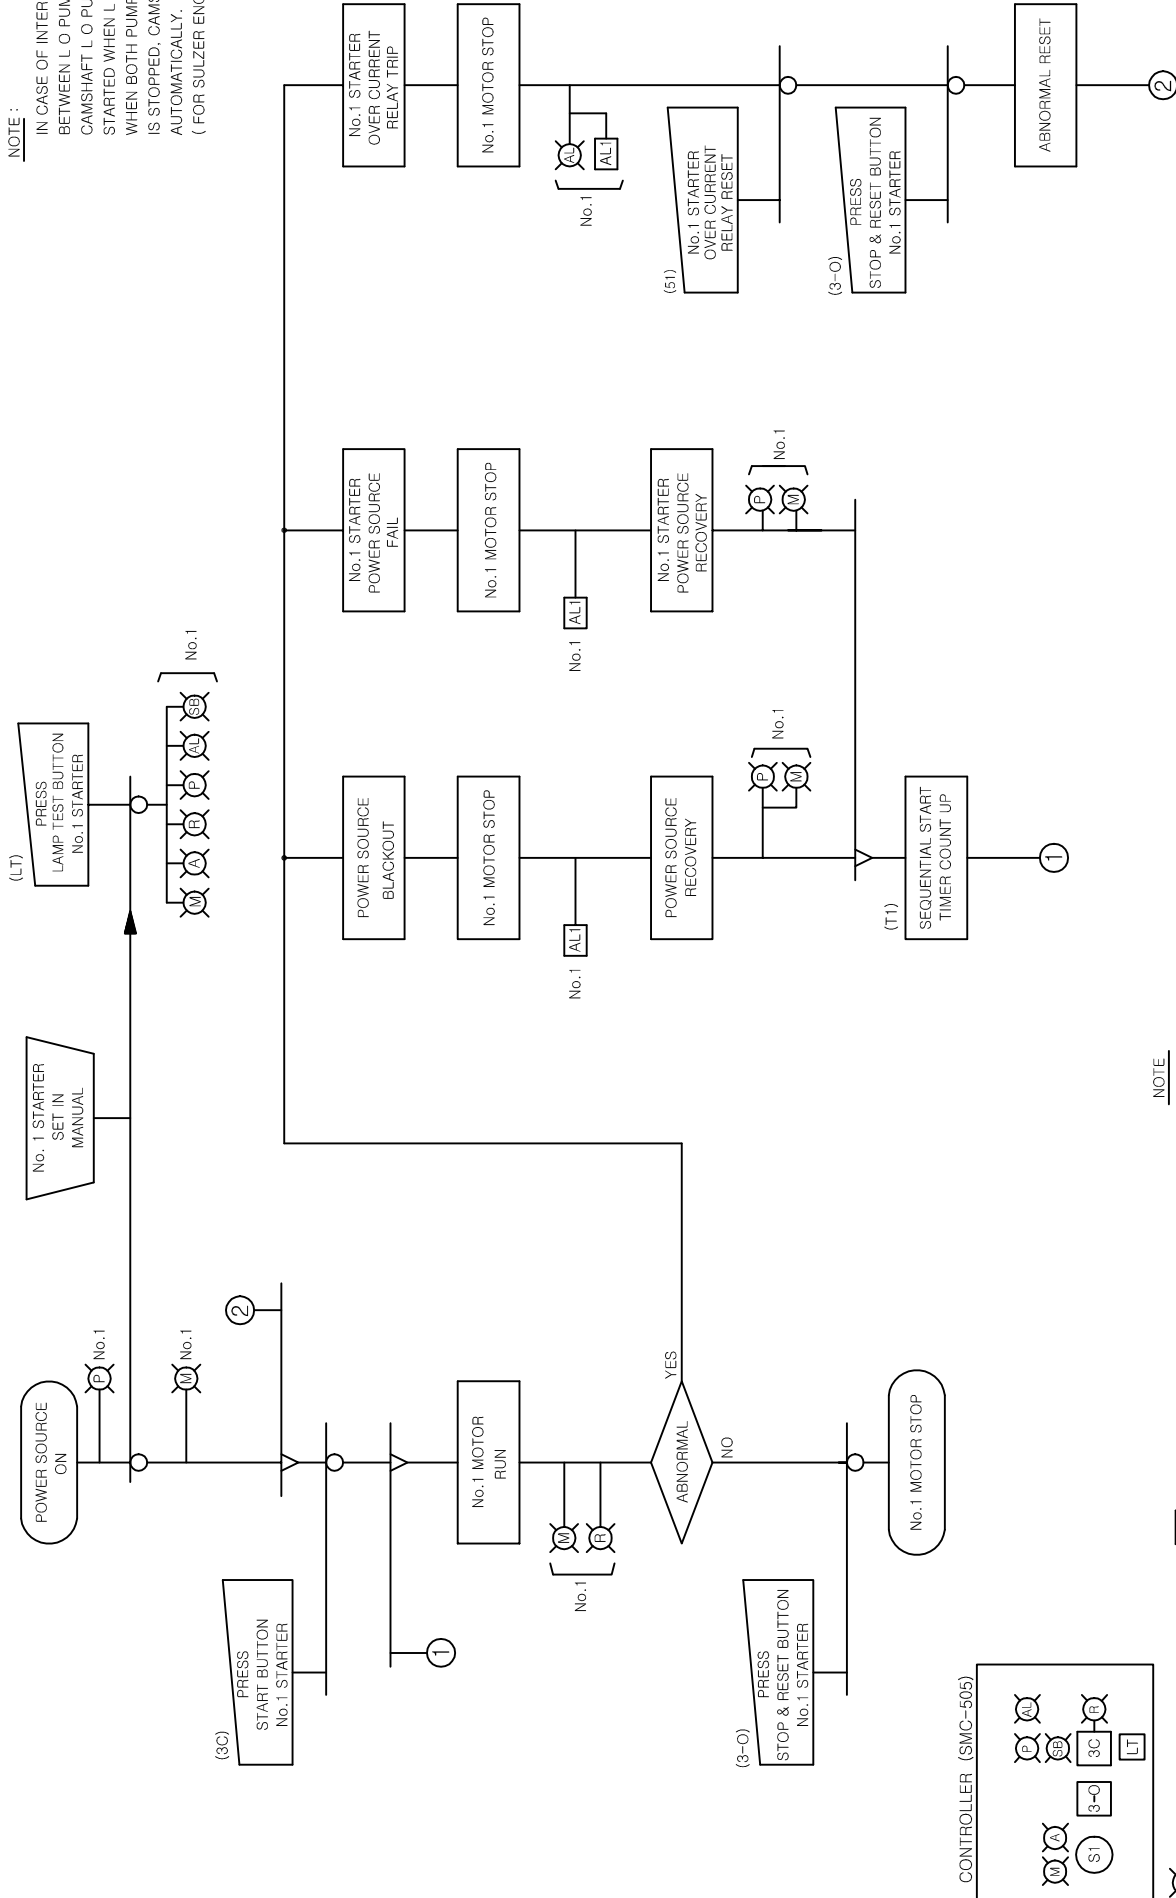 NOTE :
IN CASE OF INTER
BETWEEN L O PUM
CAMSHAFT L O PU
STARTED WHEN L
WHEN BOTH PUMP
IS STOPPED, CAMS
AUTOMATICALLY.
( FOR SULZER ENG
POWER SOURCE
ON
P
No.1
M
No.1
No. 1 STARTER
SET IN
MANUAL
(LT)
PRESS
LAMP TEST BUTTON
No.1 STARTER
M
A
R
P
AL
SB
No.1
2
(3C)
PRESS
START BUTTON
No.1 STARTER
1
No.1 MOTOR
RUN
M
R
No.1
ABNORMAL
YES
NO
(3-O)
PRESS
STOP & RESET BUTTON
No.1 STARTER
No.1 MOTOR STOP
POWER SOURCE
BLACKOUT
No.1 MOTOR STOP
No.1
AL1
POWER SOURCE
RECOVERY
P
M
No.1
(T1)
SEQUENTIAL START
TIMER COUNT UP
1
No.1 STARTER
POWER SOURCE
FAIL
No.1 MOTOR STOP
No.1
AL1
No.1 STARTER
POWER SOURCE
RECOVERY
P
M
No.1
No.1 STARTER
OVER CURRENT
RELAY TRIP
No.1 MOTOR STOP
AL
AL1
No.1
(51)
No.1 STARTER
OVER CURRENT
RELAY RESET
(3-O)
PRESS
STOP & RESET BUTTON
No.1 STARTER
ABNORMAL RESET
2
CONTROLLER (SMC-505)
P
AL
M
A
SB
S1
3-O
3C
R
LT
NOTE